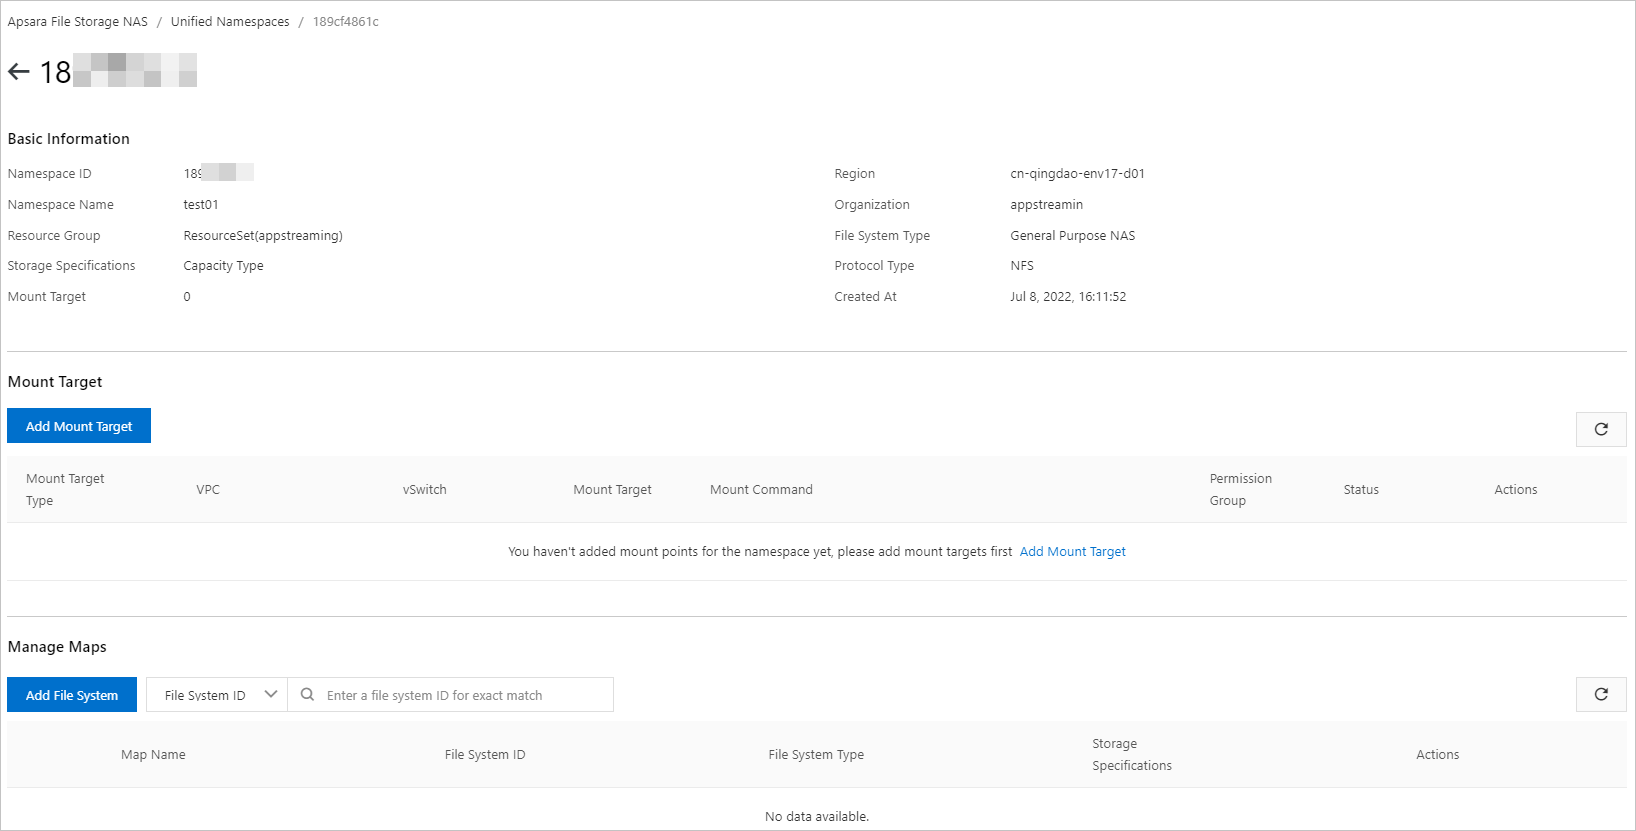 Apsara File Storage NAS / Unified Namespaces / 189cf4861c
18
Basic Information
Namespace ID 189 Region cn-qingdao-env17-d01
Namespace Name test01 Organization appstreamin
Resource Group ResourceSet(appstreaming) File System Type General Purpose NAS
Storage Specifications Capacity Type Protocol Type NFS
Mount Target 0 Created At Jul 8, 2022, 16:11:52
Mount Target
Add Mount Target
Mount Target Type VPC vSwitch Mount Target Mount Command Permission Group Status Actions
You haven't added mount points for the namespace yet, please add mount targets first Add Mount Target
Manage Maps
Add File System File System ID Enter a file system ID for exact match
Map Name File System ID File System Type Storage Specifications Actions
No data available.